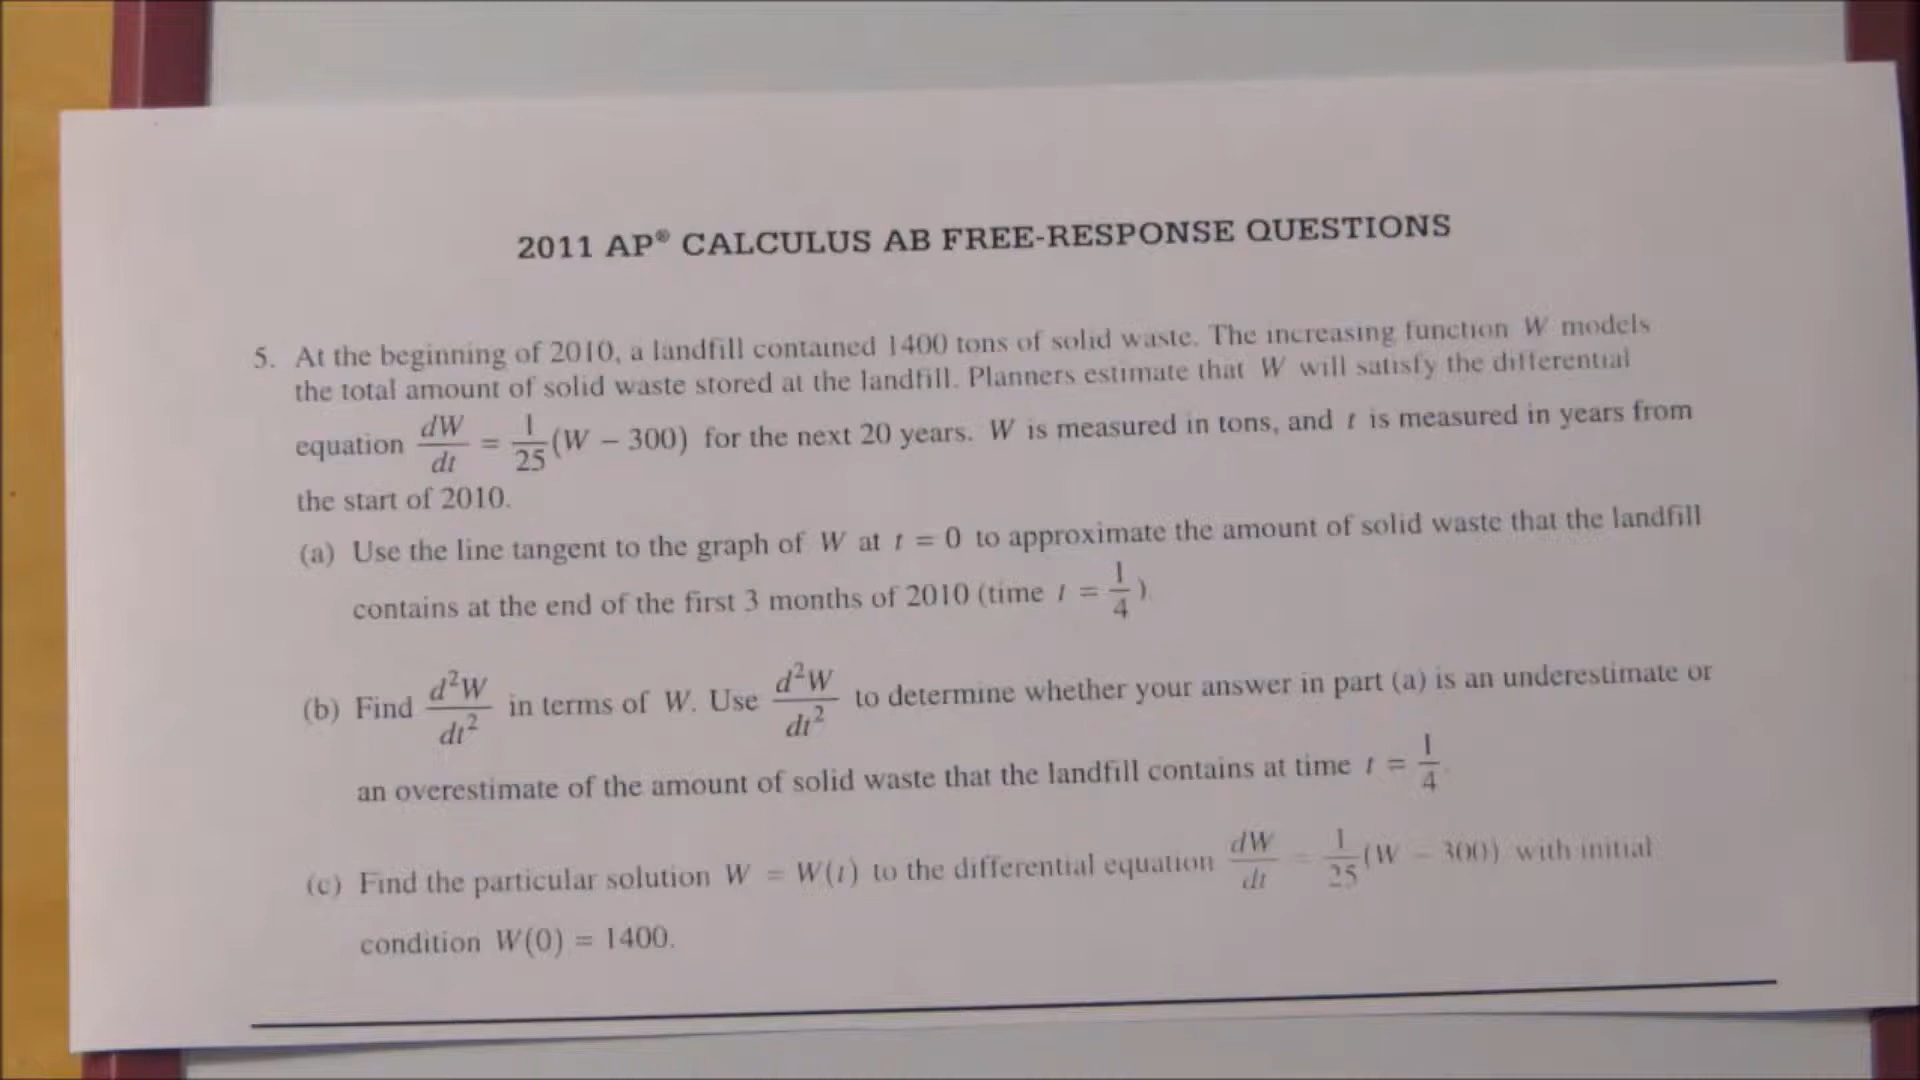 2011 AP® CALCULUS AB FREE-RESPONSE QUESTIONS
5. At the beginning of 2010, a landfill contained 1400 tons of solid waste. The increasing function W models
the total amount of solid waste stored at the landfill. Planners estimate that W will satisfy the differential
equation dW/dt = 1/25 (W – 300) for the next 20 years. W is measured in tons, and t is measured in years from
the start of 2010.
(a) Use the line tangent to the graph of W at t = 0 to approximate the amount of solid waste that the landfill
contains at the end of the first 3 months of 2010 (time t = 1/4).
(b) Find d²W/dt² in terms of W. Use d²W/dt² to determine whether your answer in part (a) is an underestimate or
an overestimate of the amount of solid waste that the landfill contains at time t = 1/4.
(c) Find the particular solution W = W(t) to the differential equation dW/dt = 1/25 (W – 300) with initial
condition W(0) = 1400.